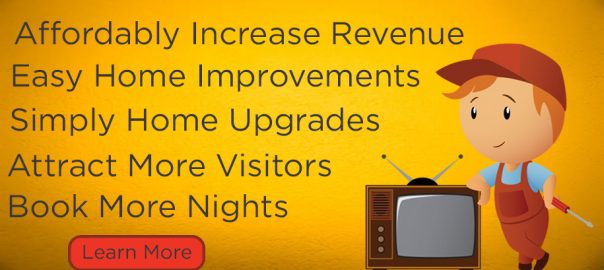 Affordably Increase Revenue
Easy Home Improvements
Simply Home Upgrades
Attract More Visitors
Book More Nights
Learn More